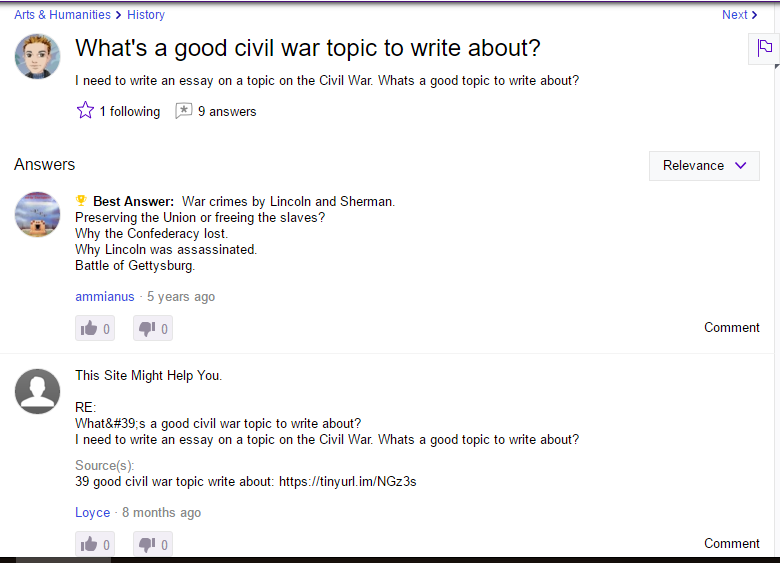 Arts & Humanities > History Next >
What's a good civil war topic to write about?
I need to write an essay on a topic on the Civil War. Whats a good topic to write about?
1 following 9 answers
Answers Relevance
Best Answer: War crimes by Lincoln and Sherman.
Preserving the Union or freeing the slaves?
Why the Confederacy lost.
Why Lincoln was assassinated.
Battle of Gettysburg.
ammianus · 5 years ago
0 0 Comment
This Site Might Help You.
RE:
What&#39;s a good civil war topic to write about?
I need to write an essay on a topic on the Civil War. Whats a good topic to write about?
Source(s):
39 good civil war topic write about: https://tinyurl.im/NGz3s
Loyce · 8 months ago
0 0 Comment